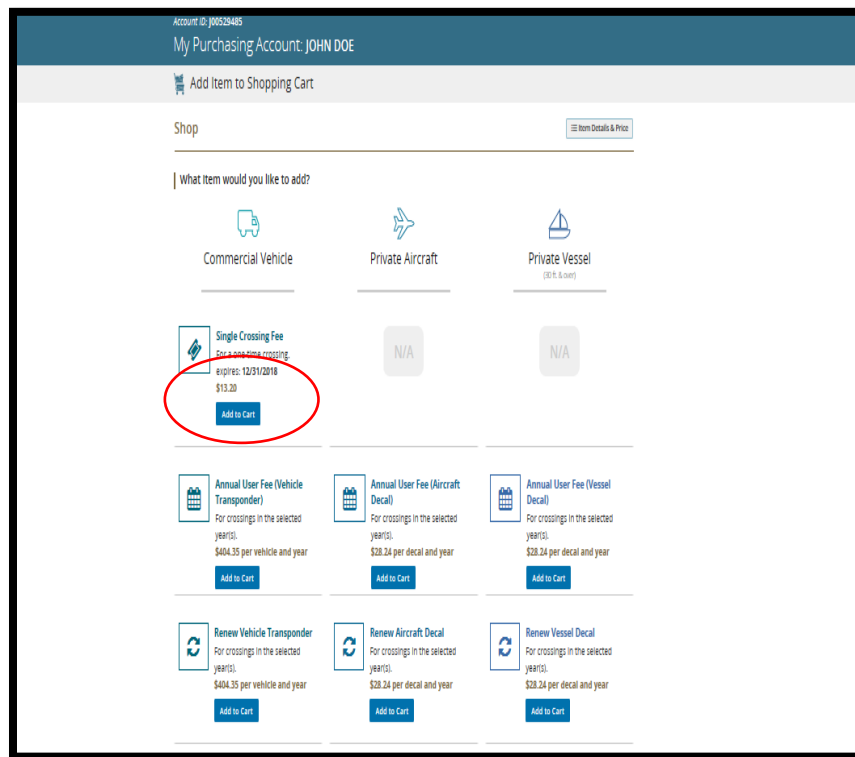 Account ID: J00529485
My Purchasing Account: JOHN DOE
Add Item to Shopping Cart
Shop
Item Details & Price
What Item would you like to add?
Commercial Vehicle
Private Aircraft
Private Vessel
(30 ft. & over)
Single Crossing Fee
For a one-time crossing.
expires: 12/31/2018
$13.20
Add to Cart
N/A
N/A
Annual User Fee (Vehicle
Transponder)
For crossings in the selected
year(s).
$404.35 per vehicle and year
Add to Cart
Annual User Fee (Aircraft
Decal)
For crossings in the selected
year(s).
$28.24 per decal and year
Add to Cart
Annual User Fee (Vessel
Decal)
For crossings in the selected
year(s).
$28.24 per decal and year
Add to Cart
Renew Vehicle Transponder
For crossings in the selected
year(s).
$404.35 per vehicle and year
Add to Cart
Renew Aircraft Decal
For crossings in the selected
year(s).
$28.24 per decal and year
Add to Cart
Renew Vessel Decal
For crossings in the selected
year(s).
$28.24 per decal and year
Add to Cart